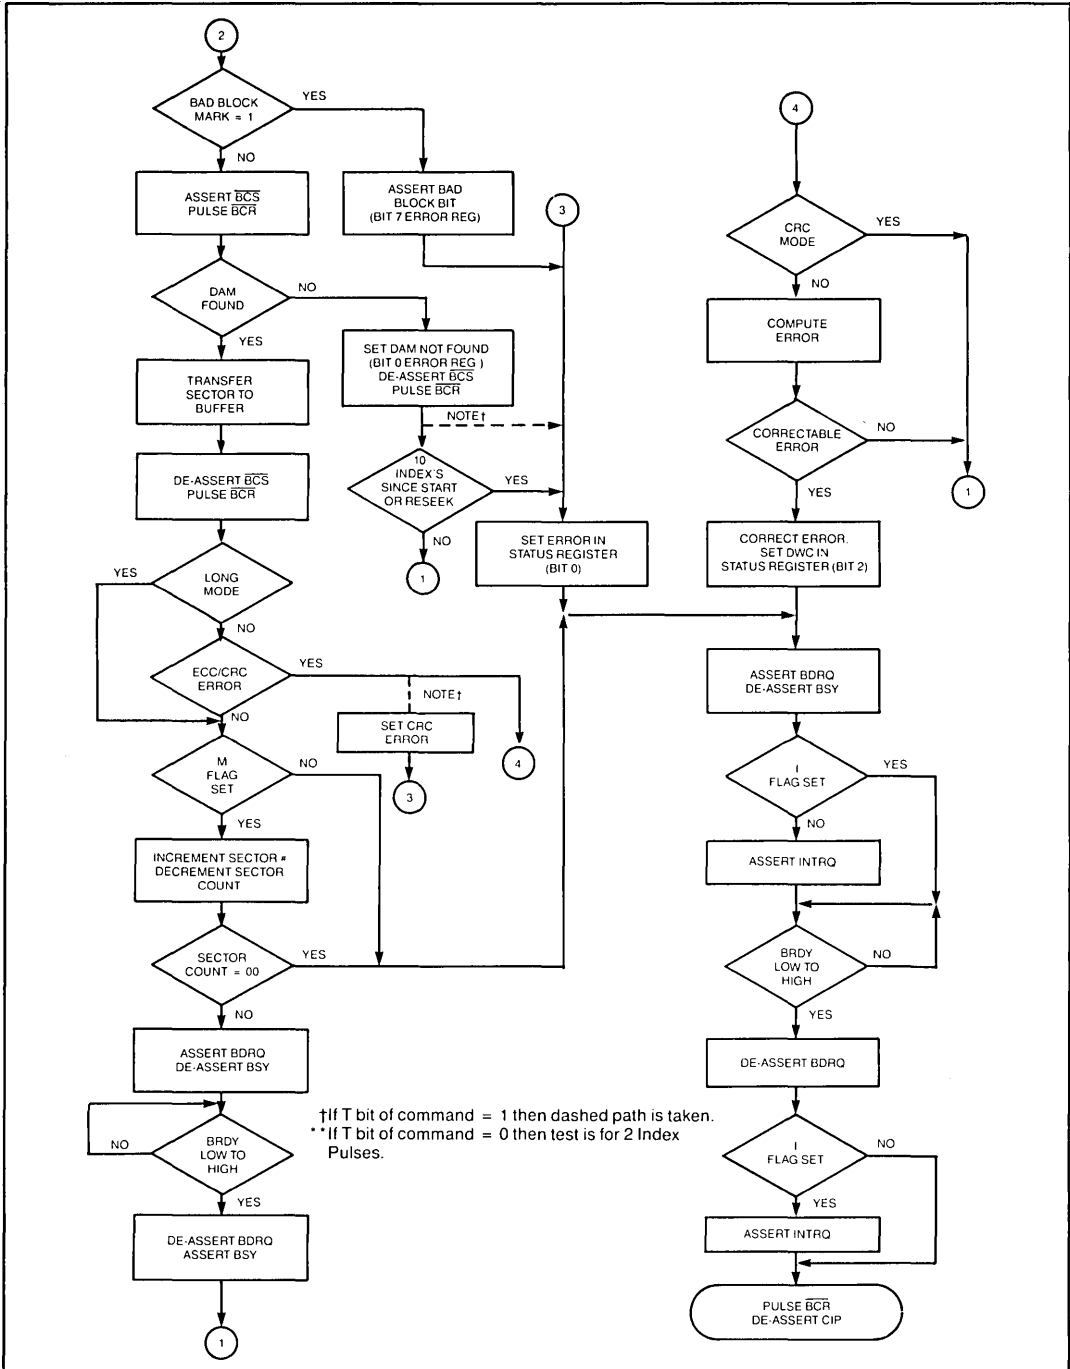 2
BAD BLOCK
MARK = 1
YES
NO
ASSERT BCS
PULSE BCR
ASSERT BAD
BLOCK BIT
(BIT 7 ERROR REG)
3
DAM
FOUND
NO
YES
SET DAM NOT FOUND
(BIT 0 ERROR REG )
DE-ASSERT BCS
PULSE BCR
NOTE†
TRANSFER
SECTOR TO
BUFFER
10
INDEX'S
SINCE START
OR RESEEK
YES
NO
1
DE-ASSERT BCS
PULSE BCR
SET ERROR IN
STATUS REGISTER
(BIT 0)
YES
LONG
MODE
NO
ECC/CRC
ERROR
YES
NO
NOTE†
SET CRC
ERROR
3
4
M
FLAG
SET
NO
YES
INCREMENT SECTOR #
DECREMENT SECTOR
COUNT
SECTOR
COUNT = 00
YES
NO
ASSERT BDRQ
DE-ASSERT BSY
NO
BRDY
LOW TO
HIGH
YES
DE-ASSERT BDRQ
ASSERT BSY
1
†If T bit of command = 1 then dashed path is taken.
**If T bit of command = 0 then test is for 2 Index
Pulses.
4
CRC
MODE
YES
NO
COMPUTE
ERROR
CORRECTABLE
ERROR
NO
YES
1
CORRECT ERROR.
SET DWC IN
STATUS REGISTER (BIT 2)
ASSERT BDRQ
DE-ASSERT BSY
I
FLAG SET
YES
NO
ASSERT INTRQ
BRDY
LOW TO
HIGH
NO
YES
DE-ASSERT BDRQ
I
FLAG SET
NO
YES
ASSERT INTRQ
PULSE BCR
DE-ASSERT CIP